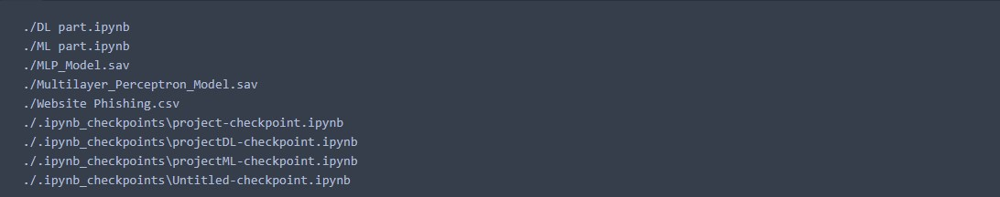 ./DL part.ipynb
./ML part.ipynb
./MLP_Model.sav
./Multilayer_Perceptron_Model.sav
./Website Phishing.csv
./.ipynb_checkpoints\project-checkpoint.ipynb
./.ipynb_checkpoints\projectDL-checkpoint.ipynb
./.ipynb_checkpoints\projectML-checkpoint.ipynb
./.ipynb_checkpoints\Untitled-checkpoint.ipynb